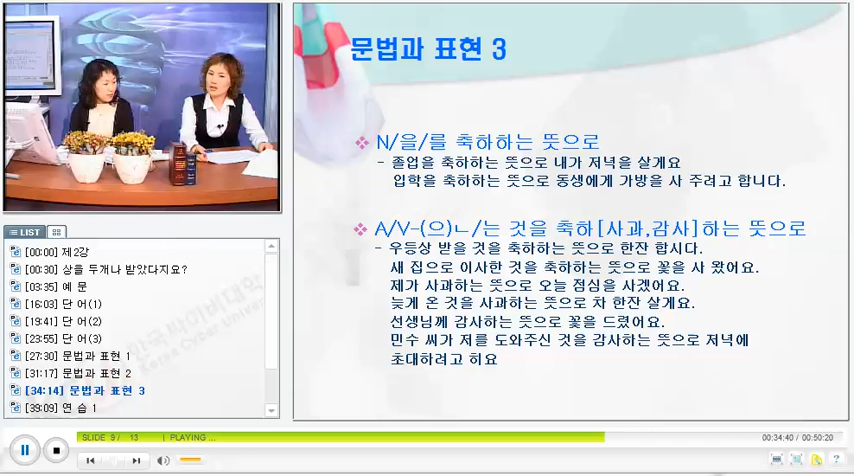 문법과 표현 3
N/을/를 축하하는 뜻으로
- 졸업을 축하하는 뜻으로 내가 저녁을 살게요
입학을 축하하는 뜻으로 동생에게 가방을 사 주려고 합니다.
A/V-(으)ㄴ/는 것을 축하[사과,감사]하는 뜻으로
- 우등상 받을 것을 축하하는 뜻으로 한잔 합시다.
새 집으로 이사한 것을 축하하는 뜻으로 꽃을 사 왔어요.
제가 사과하는 뜻으로 오늘 점심을 사겠어요.
늦게 온 것을 사과하는 뜻으로 차 한잔 살게요.
선생님께 감사하는 뜻으로 꽃을 드렸어요.
민수 씨가 저를 도와주신 것을 감사하는 뜻으로 저녁에
초대하려고 히요
LIST
[00:00] 제2강
[00:30] 상을 두개나 받았다지요?
[03:35] 예 문
[16:03] 단 어(1)
[19:41] 단 어(2)
[23:55] 단 어(3)
[27:30] 문법과 표현 1
[31:17] 문법과 표현 2
[34:14] 문법과 표현 3
[39:09] 연 습 1
한국싸이버대학
Korea Cyber Univer
SLIDE 9 / 13 | PLAYING ...
00:34:40 / 00:50:20